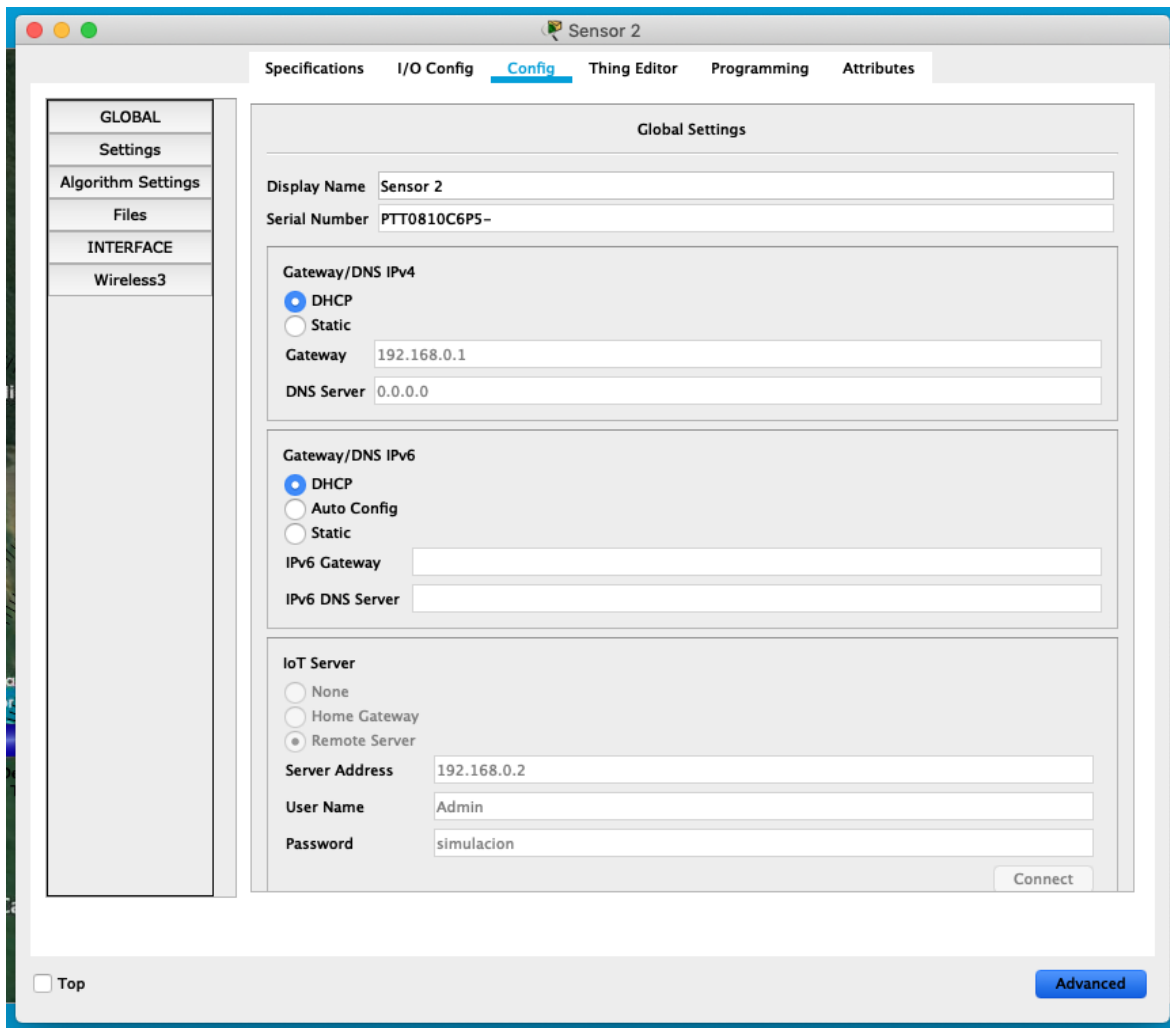 Sensor 2
Specifications I/O Config Config Thing Editor Programming Attributes
GLOBAL
Settings
Algorithm Settings
Files
INTERFACE
Wireless3
Global Settings
Display Name Sensor 2
Serial Number PTT0810C6P5-
Gateway/DNS IPv4
DHCP
Static
Gateway 192.168.0.1
DNS Server 0.0.0.0
Gateway/DNS IPv6
DHCP
Auto Config
Static
IPv6 Gateway
IPv6 DNS Server
IoT Server
None
Home Gateway
Remote Server
Server Address 192.168.0.2
User Name Admin
Password simulacion
Connect
Top Advanced